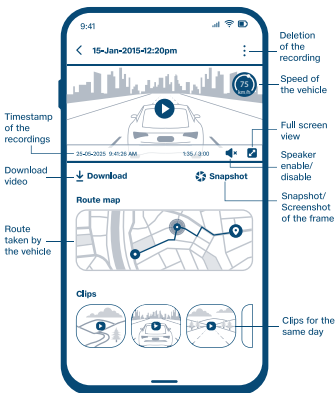 9:41
15-Jan-2015-12:20pm
Deletion
of the
recording
75
km/h
Speed of
the vehicle
Timestamp
of the
recordings
25-05-2025 9:41:26 AM
1:35 / 3:00
Full screen
view
Speaker
enable/
disable
Download
video
Download
Snapshot
Snapshot/
Screenshot
of the frame
Route map
Route
taken by
the vehicle
Clips
Clips for the
same day